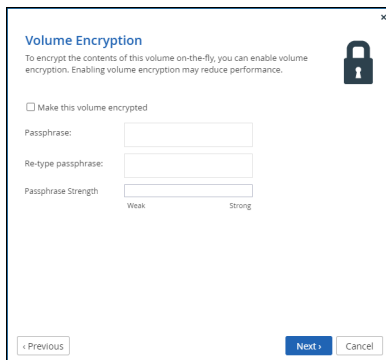 ×
Volume Encryption
To encrypt the contents of this volume on-the-fly, you can enable volume
encryption. Enabling volume encryption may reduce performance.
Make this volume encrypted
Passphrase:
Re-type passphrase:
Passphrase Strength
Weak Strong
‹ Previous Next › Cancel